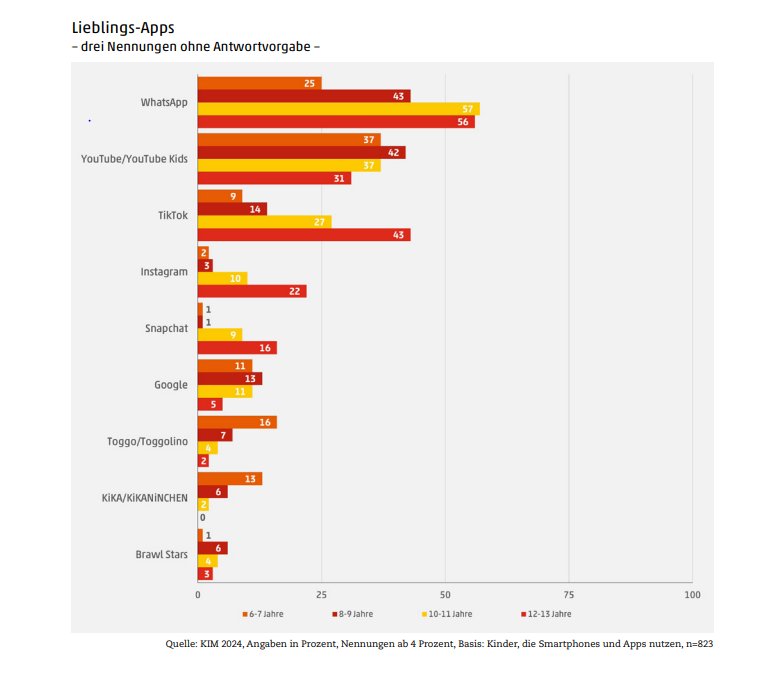 Lieblings-Apps
– drei Nennungen ohne Antwortvorgabe –
WhatsApp
25
43
57
56
YouTube/YouTube Kids
37
42
37
31
TikTok
9
14
27
43
Instagram
2
3
10
22
Snapchat
1
1
9
16
Google
11
13
11
5
Toggo/Toggolino
16
7
4
2
KiKA/KiKANiNCHEN
13
6
2
0
Brawl Stars
1
6
4
3
0 25 50 75 100
6-7 Jahre 8-9 Jahre 10-11 Jahre 12-13 Jahre
Quelle: KIM 2024, Angaben in Prozent, Nennungen ab 4 Prozent, Basis: Kinder, die Smartphones und Apps nutzen, n=823